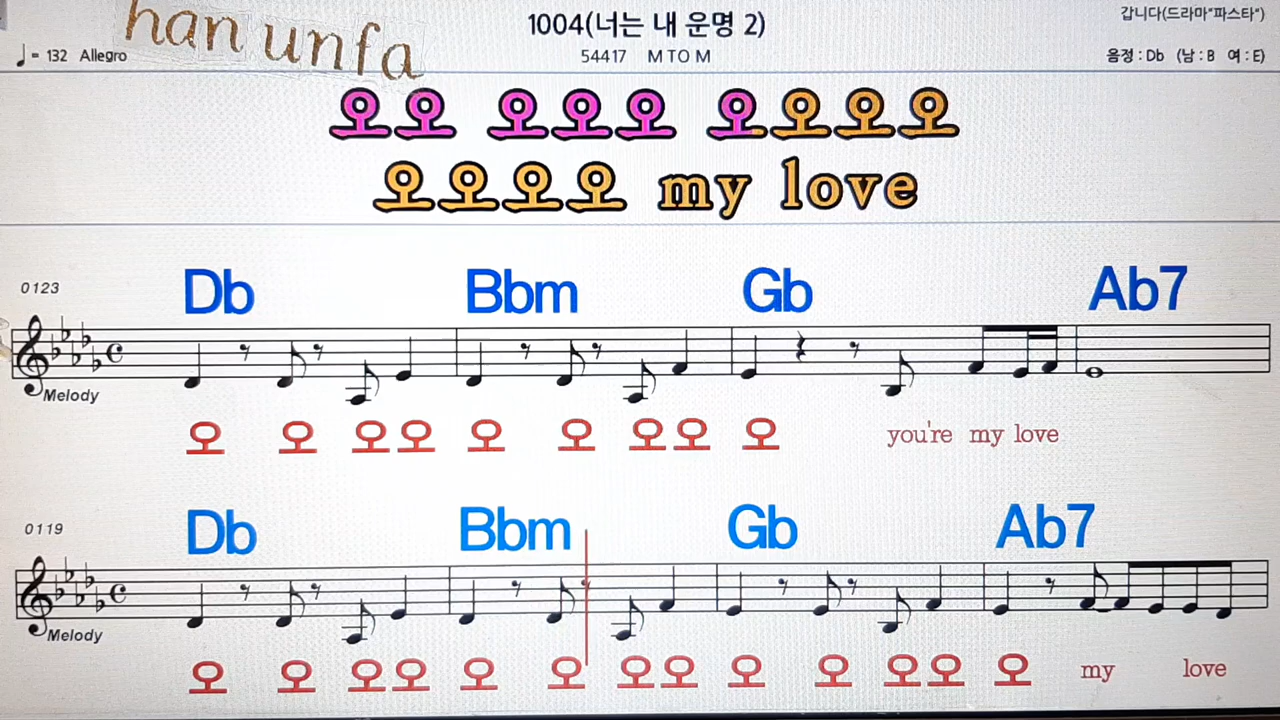 han unfa
1004(너는 내 운명 2)
갑니다(드라마"파스타")
♩= 132 Allegro
54417 M TO M
음정 : Db (남 : B 여 : E)
오오 오오오 오오오오
오오오오 my love
0123
Db Bbm Gb Ab7
Melody
오 오 오오 오 오 오오 오 you're my love
0119
Db Bbm Gb Ab7
Melody
오 오 오오 오 오 오오 오 오 오오 오 my love